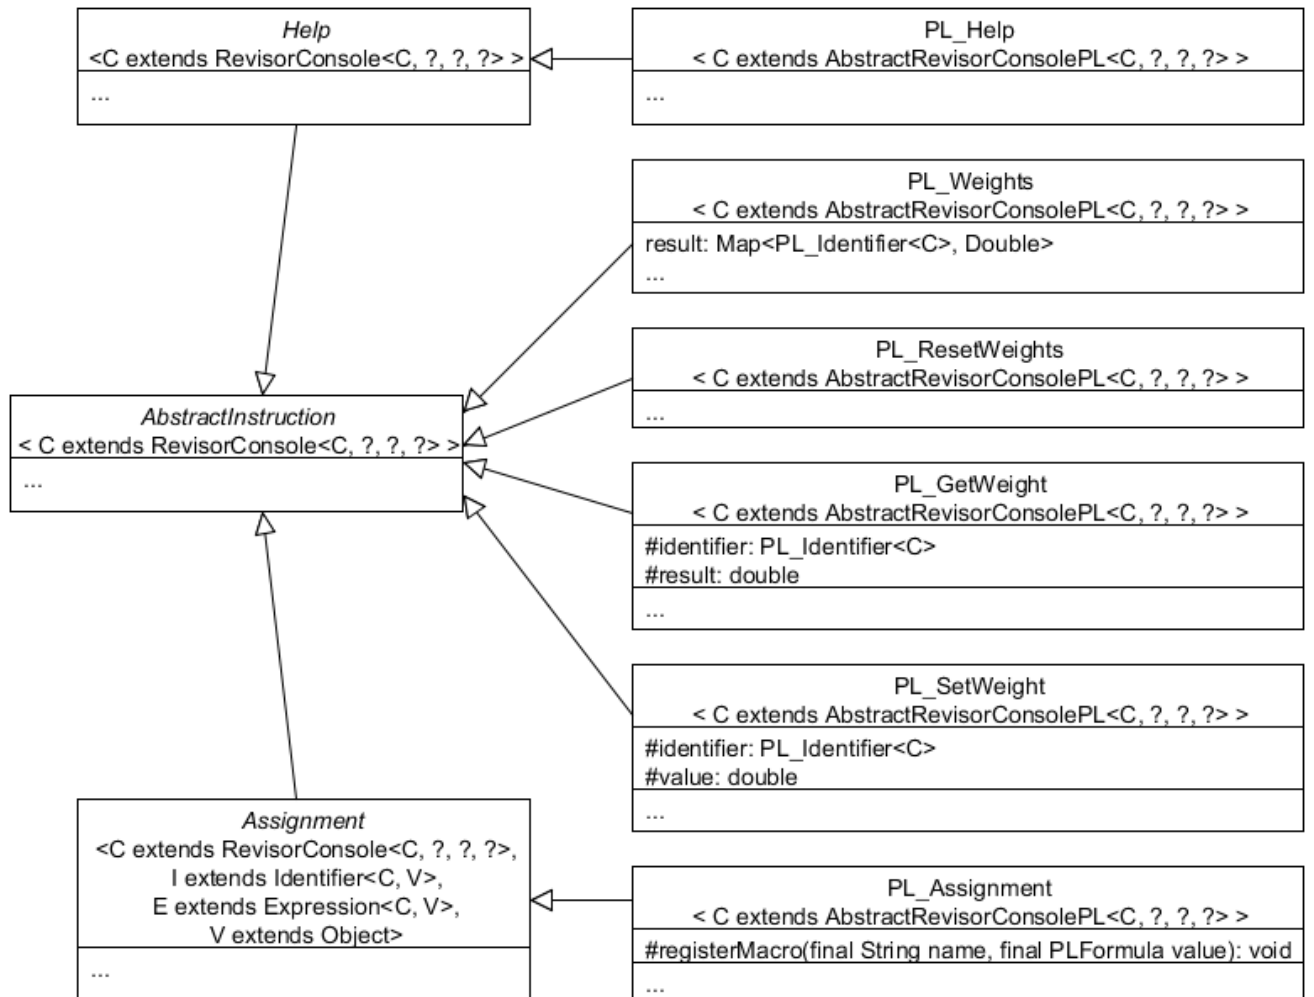 Help
<C extends RevisorConsole<C, ?, ?, ?> >
...
PL_Help
< C extends AbstractRevisorConsolePL<C, ?, ?, ?> >
...
PL_Weights
< C extends AbstractRevisorConsolePL<C, ?, ?, ?> >
result: Map<PL_Identifier<C>, Double>
...
PL_ResetWeights
< C extends AbstractRevisorConsolePL<C, ?, ?, ?> >
...
AbstractInstruction
< C extends RevisorConsole<C, ?, ?, ?> >
...
PL_GetWeight
< C extends AbstractRevisorConsolePL<C, ?, ?, ?> >
#identifier: PL_Identifier<C>
#result: double
...
PL_SetWeight
< C extends AbstractRevisorConsolePL<C, ?, ?, ?> >
#identifier: PL_Identifier<C>
#value: double
...
Assignment
<C extends RevisorConsole<C, ?, ?, ?>,
I extends Identifier<C, V>,
E extends Expression<C, V>,
V extends Object>
...
PL_Assignment
< C extends AbstractRevisorConsolePL<C, ?, ?, ?> >
#registerMacro(final String name, final PLFormula value): void
...